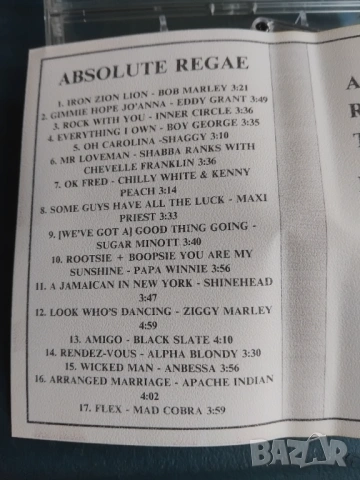 ABSOLUTE REGAE
1. IRON ZION LION - BOB MARLEY 3:21
2. GIMMIE HOPE JO'ANNA - EDDY GRANT 3:49
3. ROCK WITH YOU - INNER CIRCLE 3:36
4. EVERYTHING I OWN - BOY GEORGE 3:35
5. OH CAROLINA -SHAGGY 3:10
6. MR LOVEMAN - SHABBA RANKS WITH
CHEVELLE FRANKLIN 3:36
7. OK FRED - CHILLY WHITE & KENNY
PEACH 3:14
8. SOME GUYS HAVE ALL THE LUCK - MAXI
PRIEST 3:33
9. [WE'VE GOT A] GOOD THING GOING -
SUGAR MINOTT 3:40
10. ROOTSIE + BOOPSIE YOU ARE MY
SUNSHINE - PAPA WINNIE 3:56
11. A JAMAICAN IN NEW YORK - SHINEHEAD
3:47
12. LOOK WHO'S DANCING - ZIGGY MARLEY
4:59
13. AMIGO - BLACK SLATE 4:10
14. RENDEZ-VOUS - ALPHA BLONDY 3:30
15. WICKED MAN - ANBESSA 3:56
16. ARRANGED MARRIAGE - APACHE INDIAN
4:02
17. FLEX - MAD COBRA 3:59
BAZAR